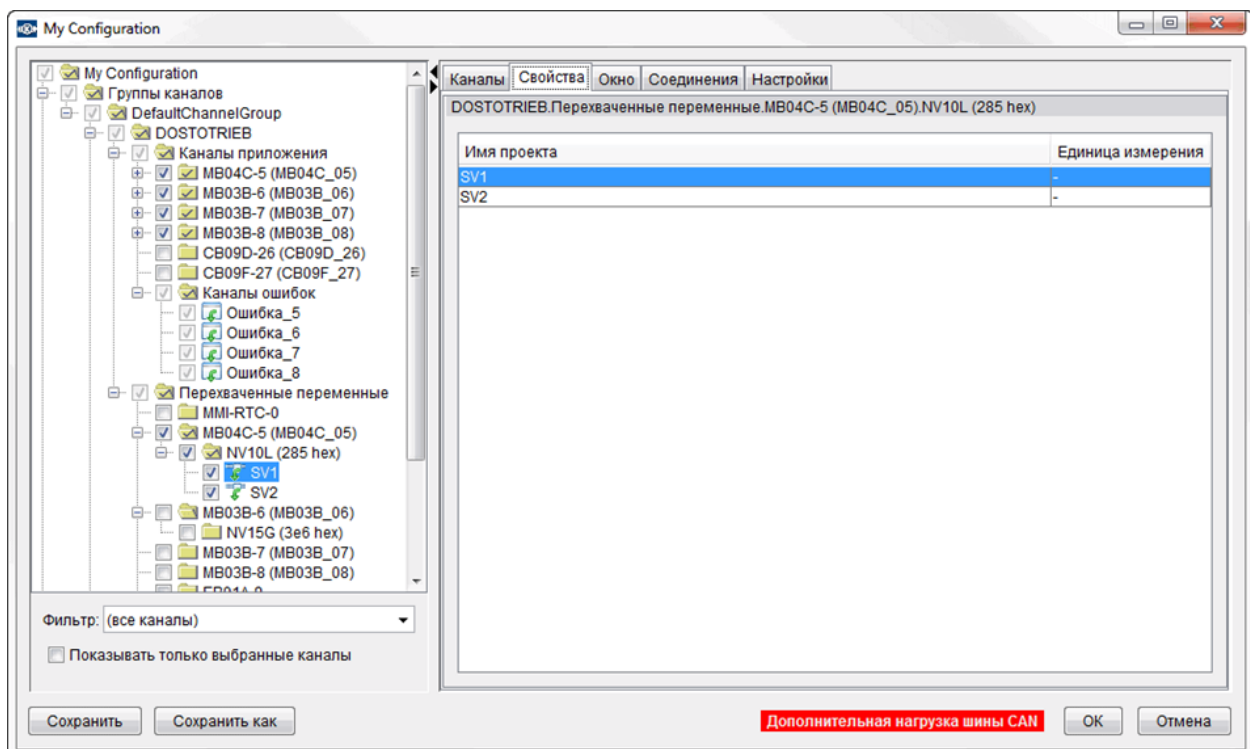 My Configuration
My Configuration
Группы каналов
DefaultChannelGroup
DOSTOTRIEB
Каналы приложения
MB04C-5 (MB04C_05)
MB03B-6 (MB03B_06)
MB03B-7 (MB03B_07)
MB03B-8 (MB03B_08)
CB09D-26 (CB09D_26)
CB09F-27 (CB09F_27)
Каналы ошибок
Ошибка_5
Ошибка_6
Ошибка_7
Ошибка_8
Перехваченные переменные
MMI-RTC-0
MB04C-5 (MB04C_05)
NV10L (285 hex)
SV1
SV2
MB03B-6 (MB03B_06)
NV15G (3e6 hex)
MB03B-7 (MB03B_07)
MB03B-8 (MB03B_08)
Фильтр: (все каналы)
Показывать только выбранные каналы
Каналы Свойства Окно Соединения Настройки
DOSTOTRIEB.Перехваченные переменные.MB04C-5 (MB04C_05).NV10L (285 hex)
Имя проекта Единица измерения
SV1 -
SV2 -
Сохранить Сохранить как Дополнительная нагрузка шины CAN OK Отмена